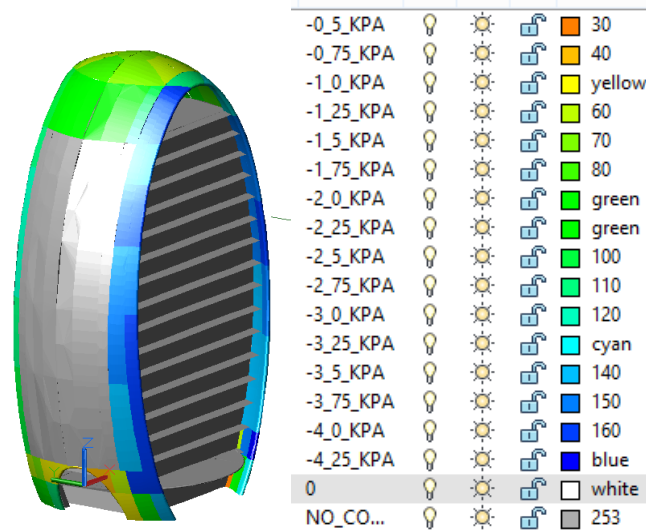 -0_5_KPA 30
-0_75_KPA 40
-1_0_KPA yellow
-1_25_KPA 60
-1_5_KPA 70
-1_75_KPA 80
-2_0_KPA green
-2_25_KPA green
-2_5_KPA 100
-2_75_KPA 110
-3_0_KPA 120
-3_25_KPA cyan
-3_5_KPA 140
-3_75_KPA 150
-4_0_KPA 160
-4_25_KPA blue
0 white
NO_CO... 253
Z